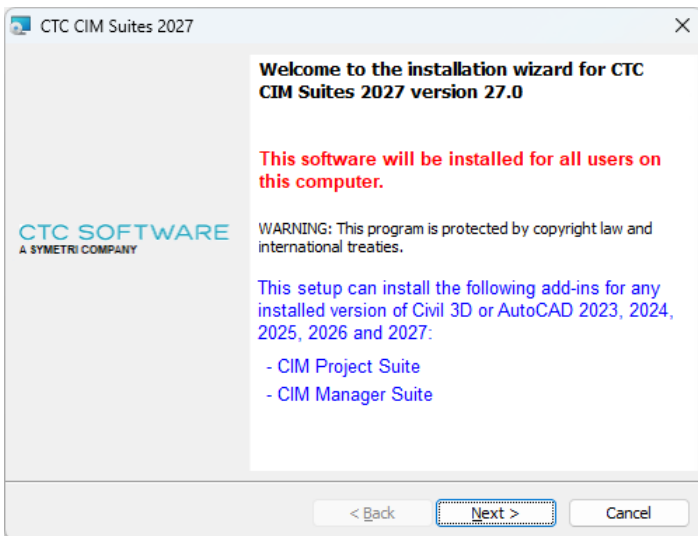 CTC CIM Suites 2027
Welcome to the installation wizard for CTC
CIM Suites 2027 version 27.0
This software will be installed for all users on
this computer.
CTC SOFTWARE
A SYMETRI COMPANY
WARNING: This program is protected by copyright law and
international treaties.
This setup can install the following add-ins for any
installed version of Civil 3D or AutoCAD 2023, 2024,
2025, 2026 and 2027:
- CIM Project Suite
- CIM Manager Suite
< Back
Next >
Cancel